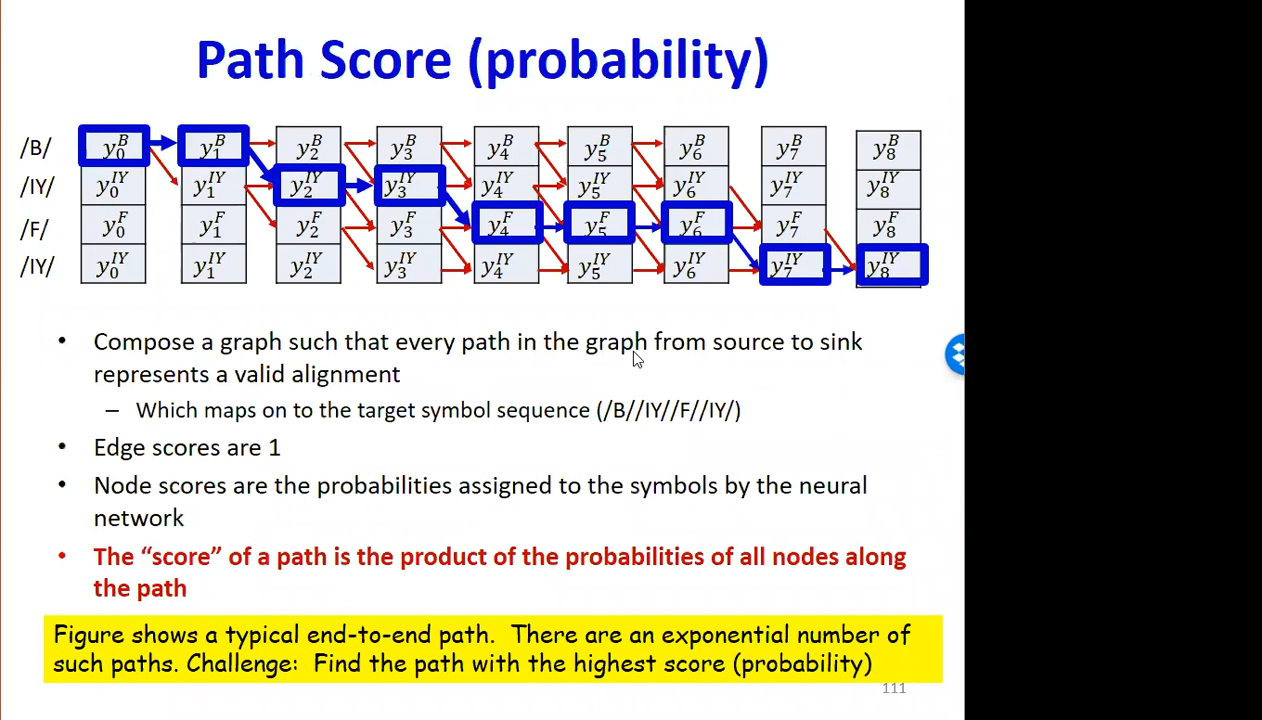 Path Score (probability)
/B/ y_0^B y_1^B y_2^B y_3^B y_4^B y_5^B y_6^B y_7^B y_8^B
/IY/ y_0^IY y_1^IY y_2^IY y_3^IY y_4^IY y_5^IY y_6^IY y_7^IY y_8^IY
/F/ y_0^F y_1^F y_2^F y_3^F y_4^F y_5^F y_6^F y_7^F y_8^F
/IY/ y_0^IY y_1^IY y_2^IY y_3^IY y_4^IY y_5^IY y_6^IY y_7^IY y_8^IY
• Compose a graph such that every path in the graph from source to sink
represents a valid alignment
– Which maps on to the target symbol sequence (/B//IY//F//IY/)
• Edge scores are 1
• Node scores are the probabilities assigned to the symbols by the neural
network
• The “score” of a path is the product of the probabilities of all nodes along
the path
Figure shows a typical end-to-end path. There are an exponential number of
such paths. Challenge: Find the path with the highest score (probability)
111